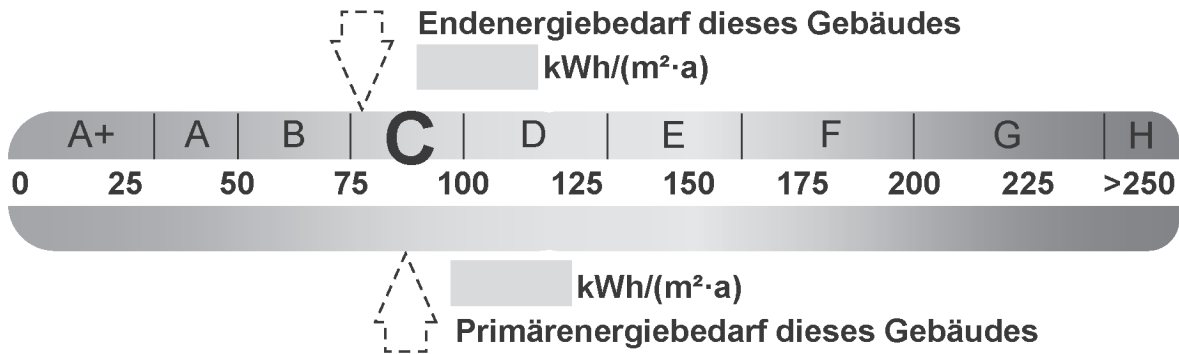 Endenergiebedarf dieses Gebäudes
kWh/(m²·a)
A+ A B C D E F G H
0 25 50 75 100 125 150 175 200 225 >250
kWh/(m²·a)
Primärenergiebedarf dieses Gebäudes